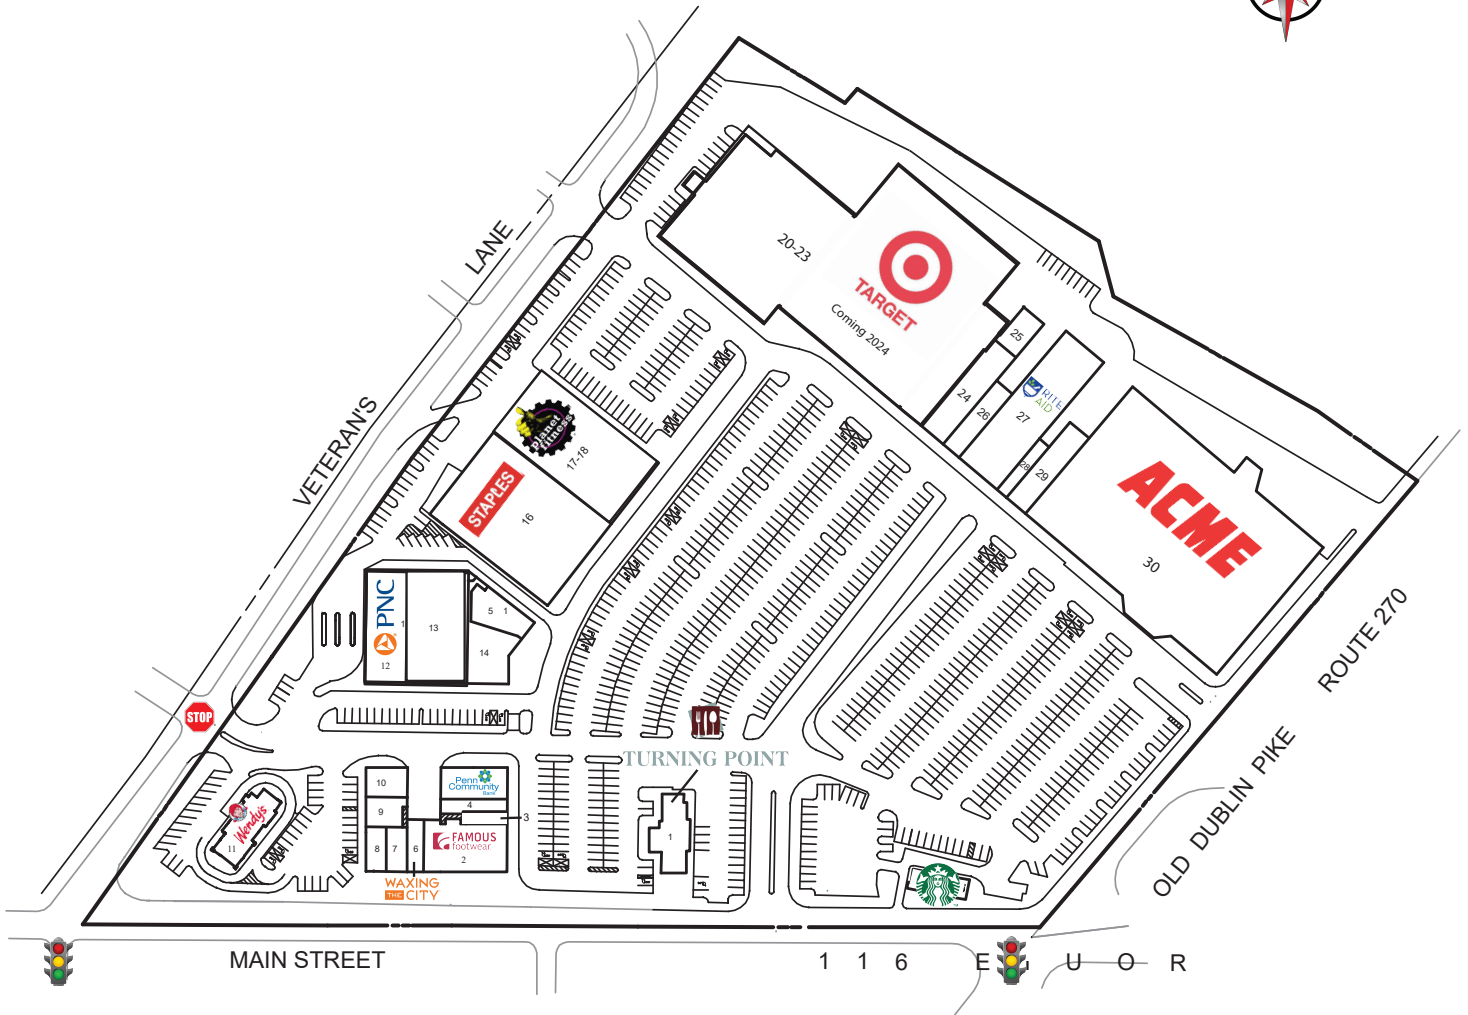 LANE
VETERAN'S
20-23
TARGET
Coming 2024
25
24
26
RITE
AID
27
28
29
ACME
30
Planet
fitness
17-18
STAPLES
16
PNC
1
12
13
5 1
14
STOP
ROUTE 270
OLD DUBLIN PIKE
TURNING POINT
1
Wendy's
11
10
9
8
7
6
Penn
Community
Bank
4
3
FAMOUS
footwear
2
WAXING
THE CITY
MAIN STREET
1 1 6 E U O R